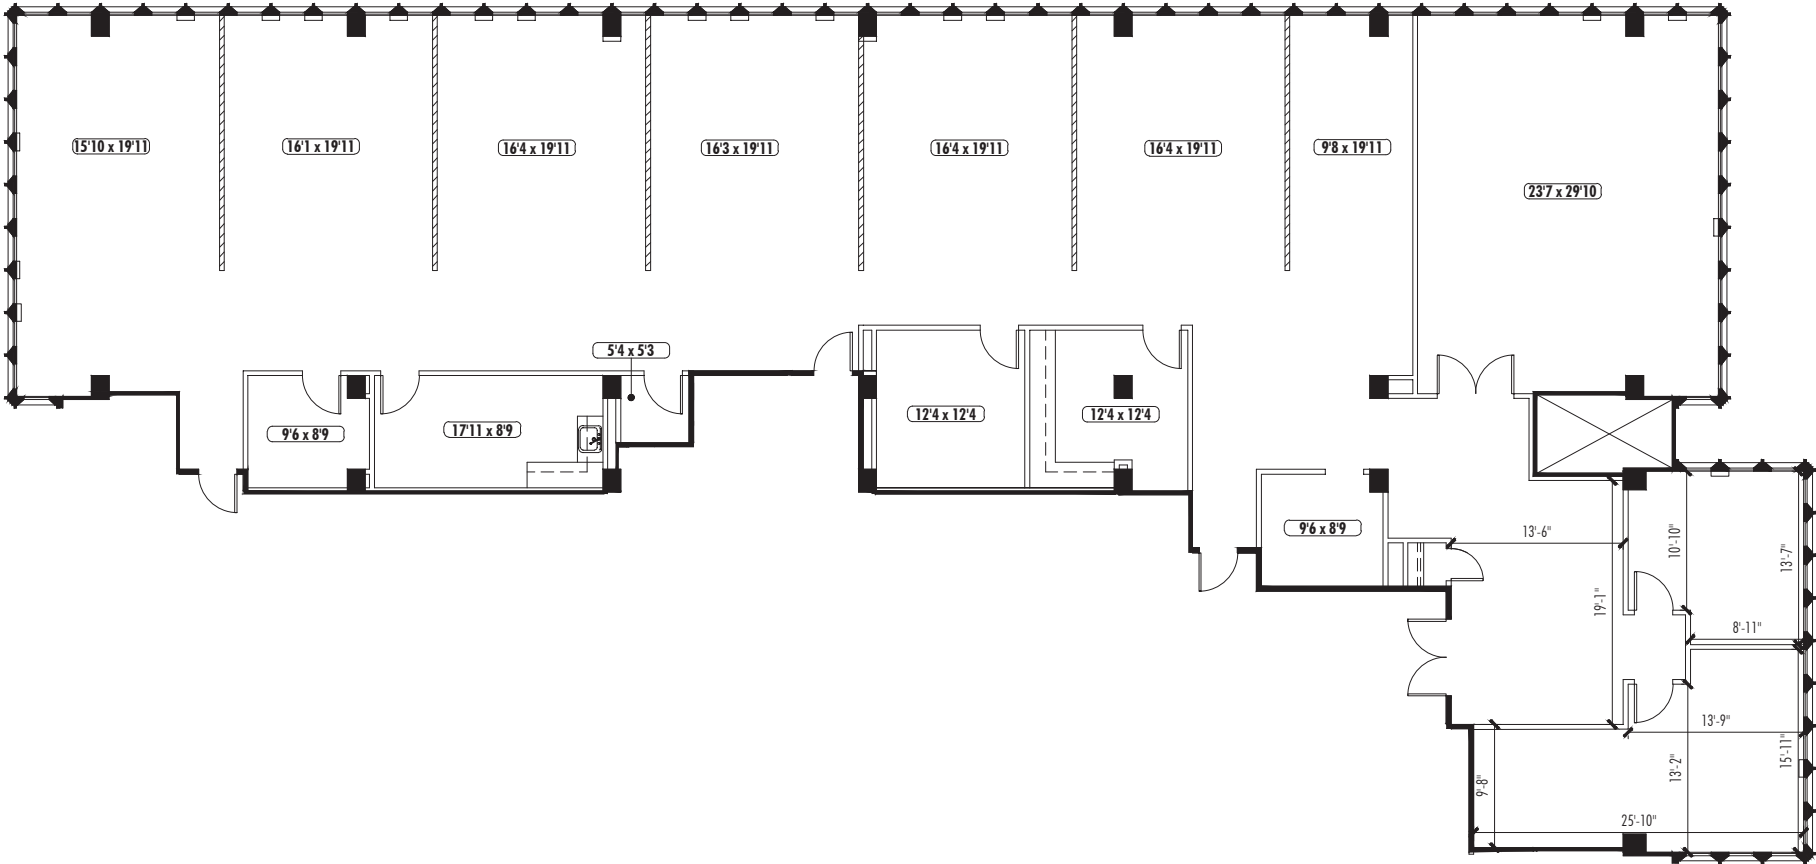 15'10 x 19'11
16'1 x 19'11
16'4 x 19'11
16'3 x 19'11
16'4 x 19'11
16'4 x 19'11
9'8 x 19'11
23'7 x 29'10
5'4 x 5'3
9'6 x 8'9
17'11 x 8'9
12'4 x 12'4
12'4 x 12'4
9'6 x 8'9
13'-6"
10'-10"
13'-7"
19'-1"
8'-11"
13'-9"
13'-2"
15'-11"
9'-8"
25'-10"